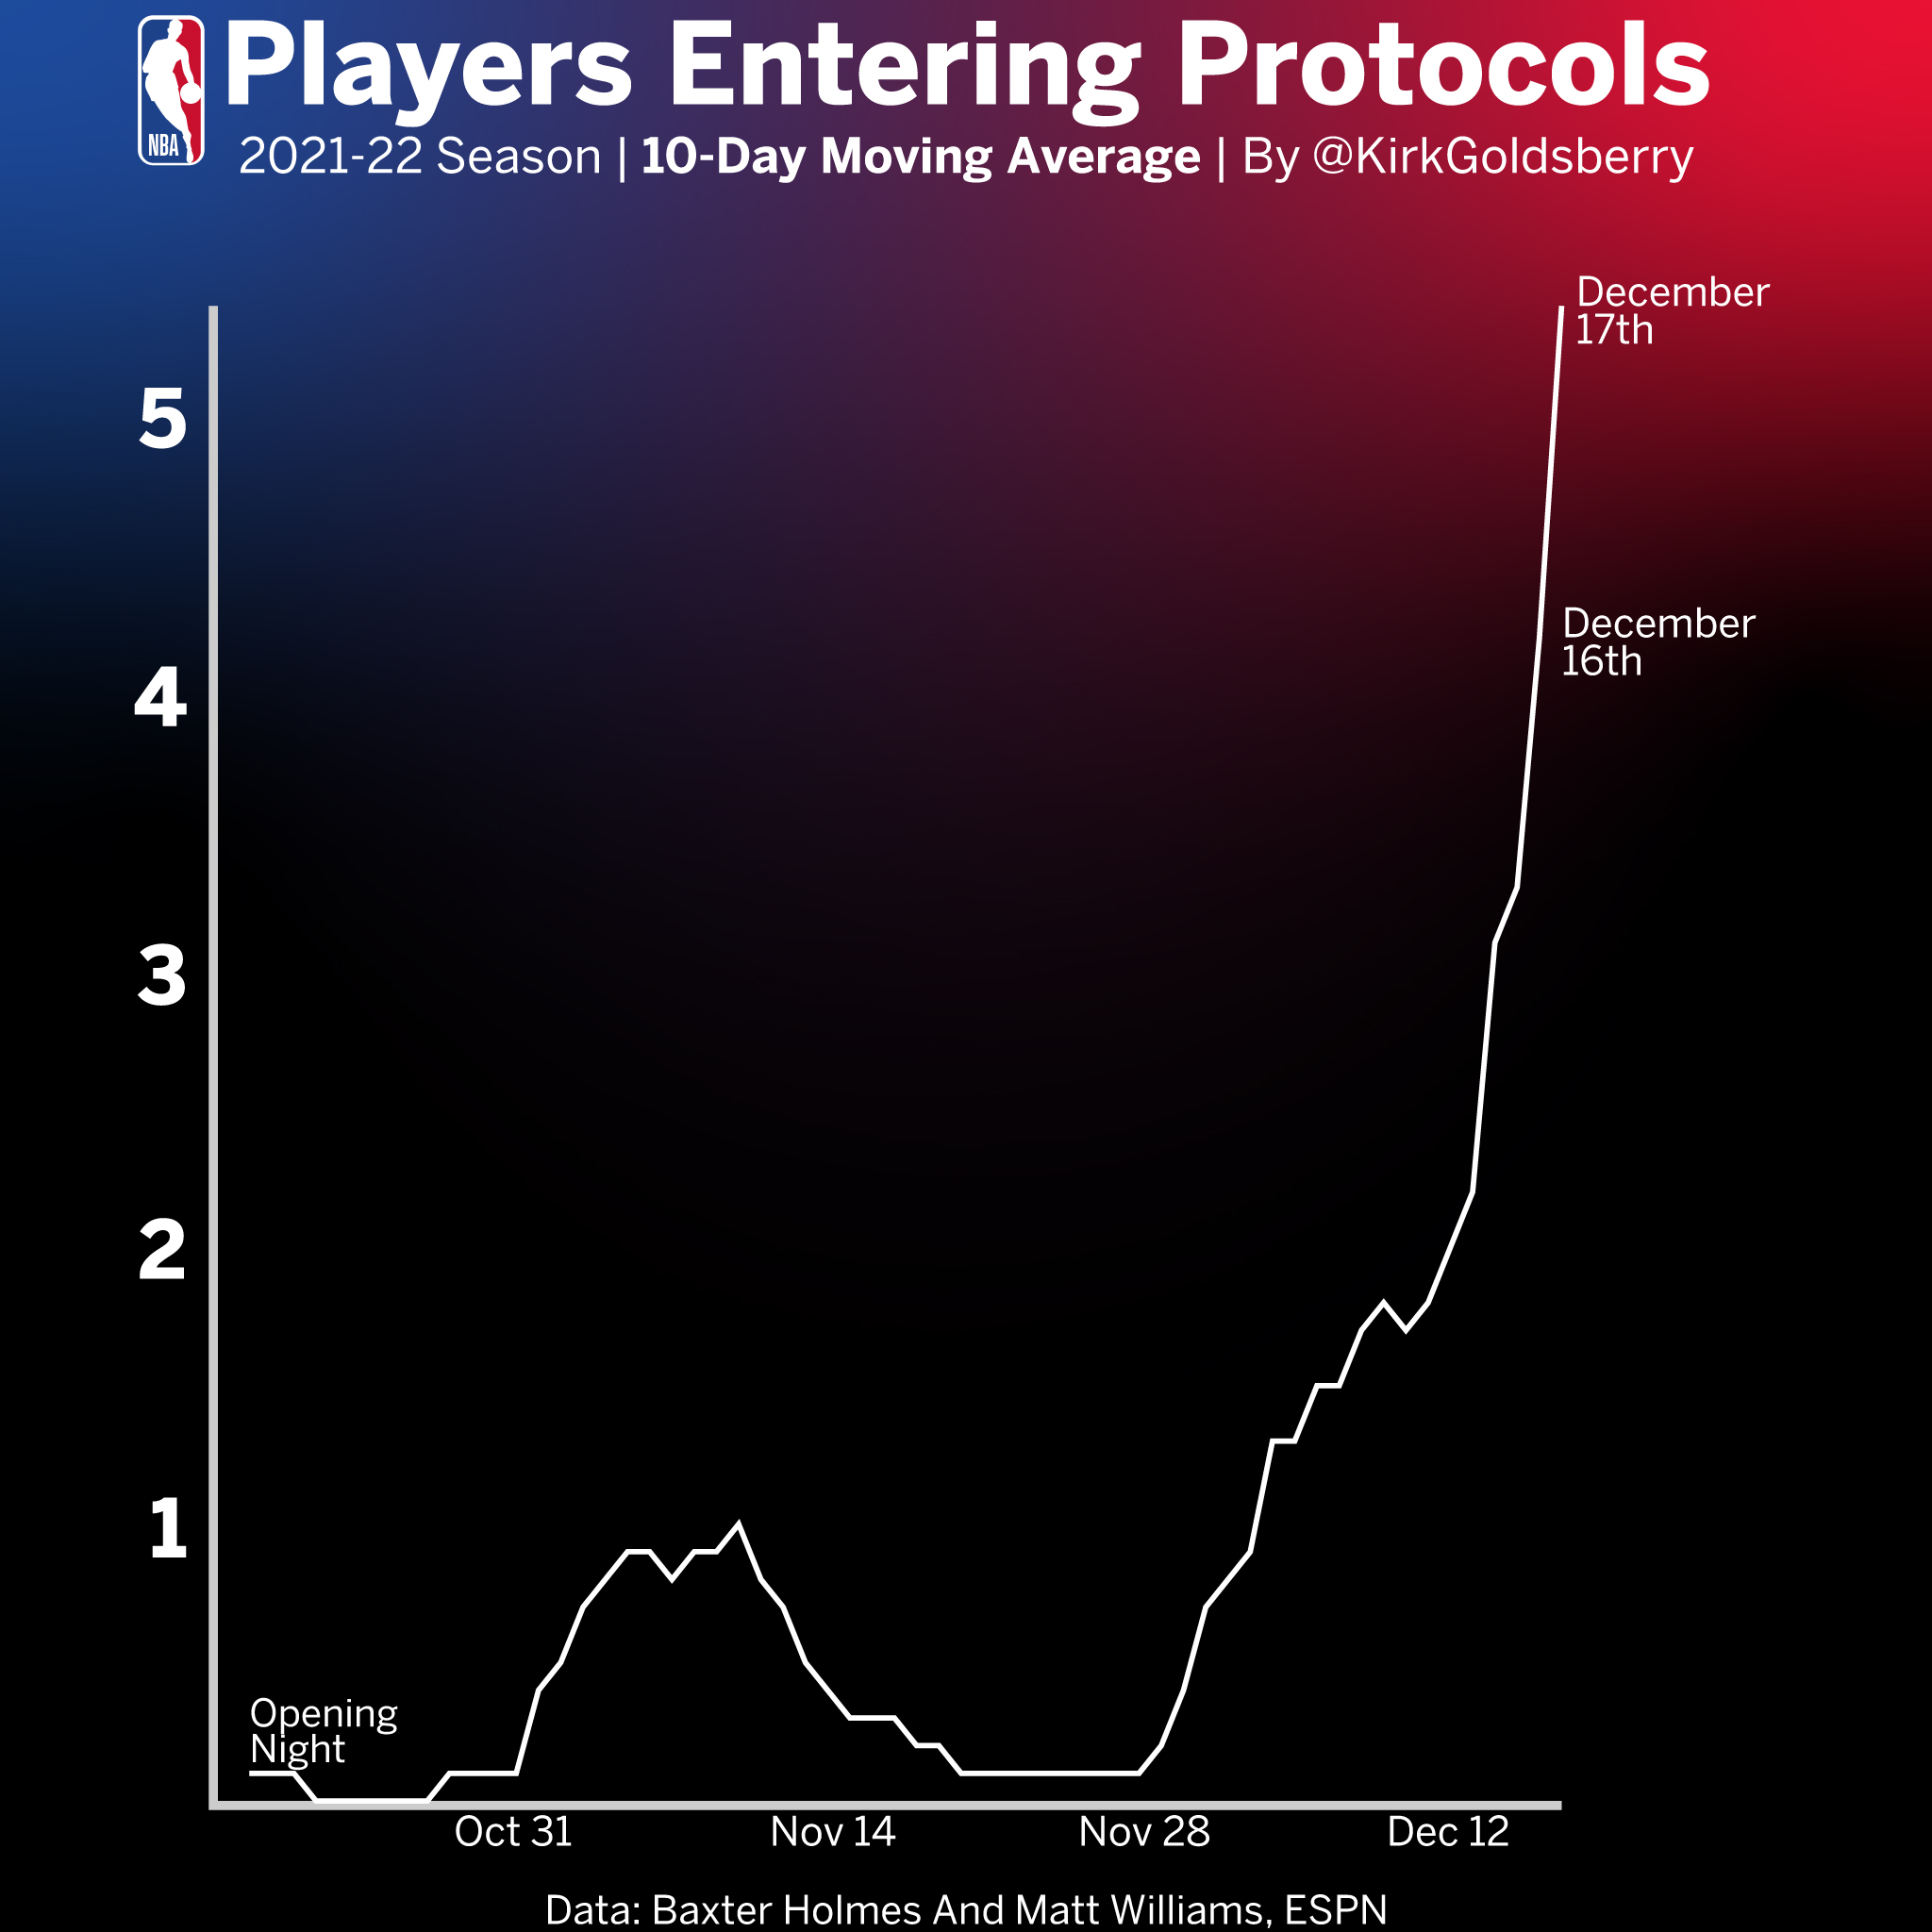 NBA
Players Entering Protocols
2021-22 Season | 10-Day Moving Average | By @KirkGoldsberry
December
17th
5
December
16th
4
3
2
1
Opening
Night
Oct 31 Nov 14 Nov 28 Dec 12
Data: Baxter Holmes And Matt Williams, ESPN